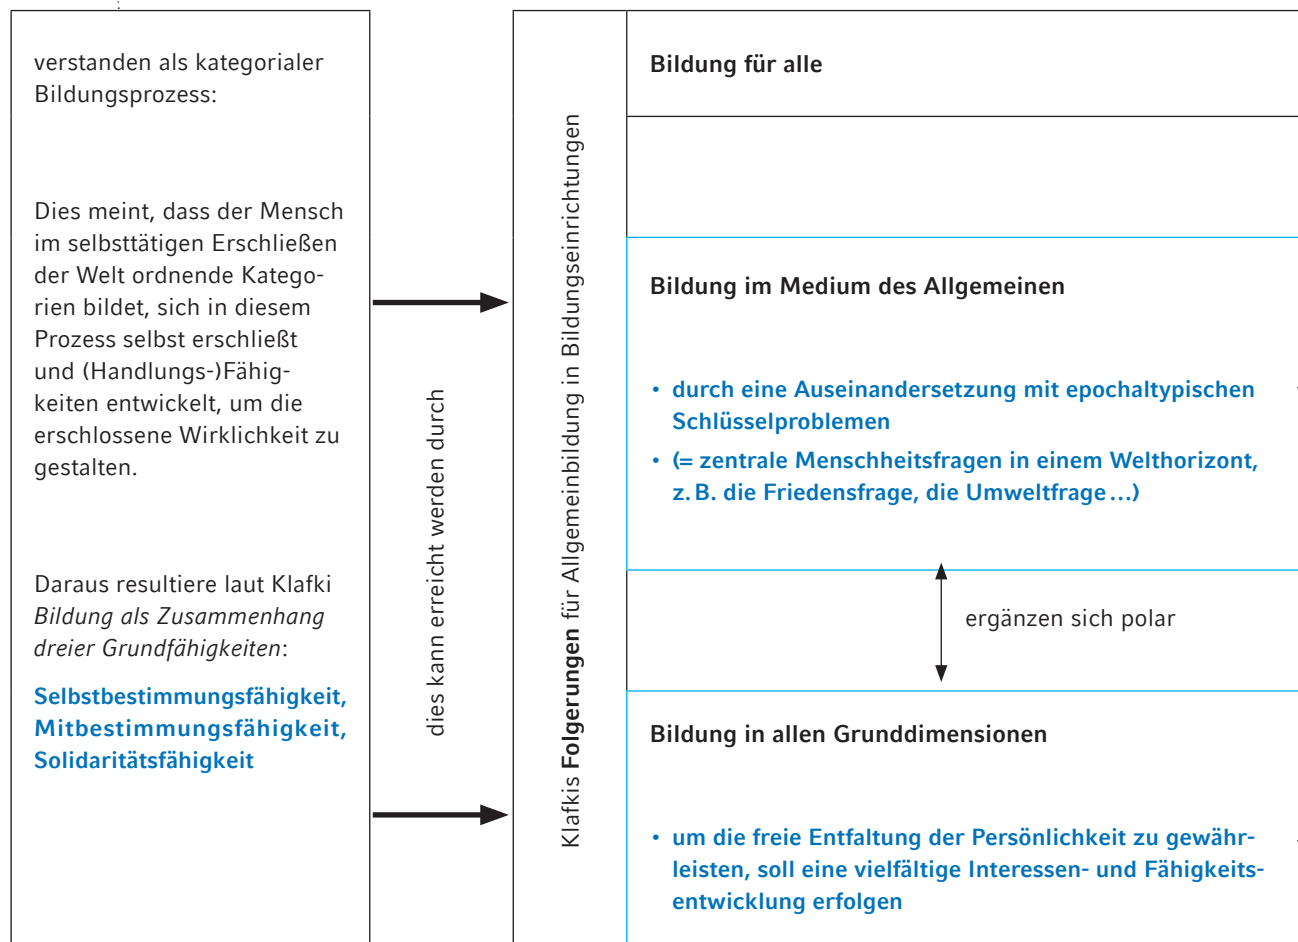 verstanden als kategorialer
Bildungsprozess:
Dies meint, dass der Mensch
im selbsttätigen Erschließen
der Welt ordnende Katego-
rien bildet, sich in diesem
Prozess selbst erschließt
und (Handlungs-)Fähig-
keiten entwickelt, um die
erschlossene Wirklichkeit zu
gestalten.
Daraus resultiere laut Klafki
Bildung als Zusammenhang
dreier Grundfähigkeiten:
Selbstbestimmungsfähigkeit,
Mitbestimmungsfähigkeit,
Solidaritätsfähigkeit
dies kann erreicht werden durch
Klafkis Folgerungen für Allgemeinbildung in Bildungseinrichtungen
Bildung für alle
Bildung im Medium des Allgemeinen
• durch eine Auseinandersetzung mit epochaltypischen
Schlüsselproblemen
• (= zentrale Menschheitsfragen in einem Welthorizont,
z. B. die Friedensfrage, die Umweltfrage …)
ergänzen sich polar
Bildung in allen Grunddimensionen
• um die freie Entfaltung der Persönlichkeit zu gewähr-
leisten, soll eine vielfältige Interessen- und Fähigkeits-
entwicklung erfolgen